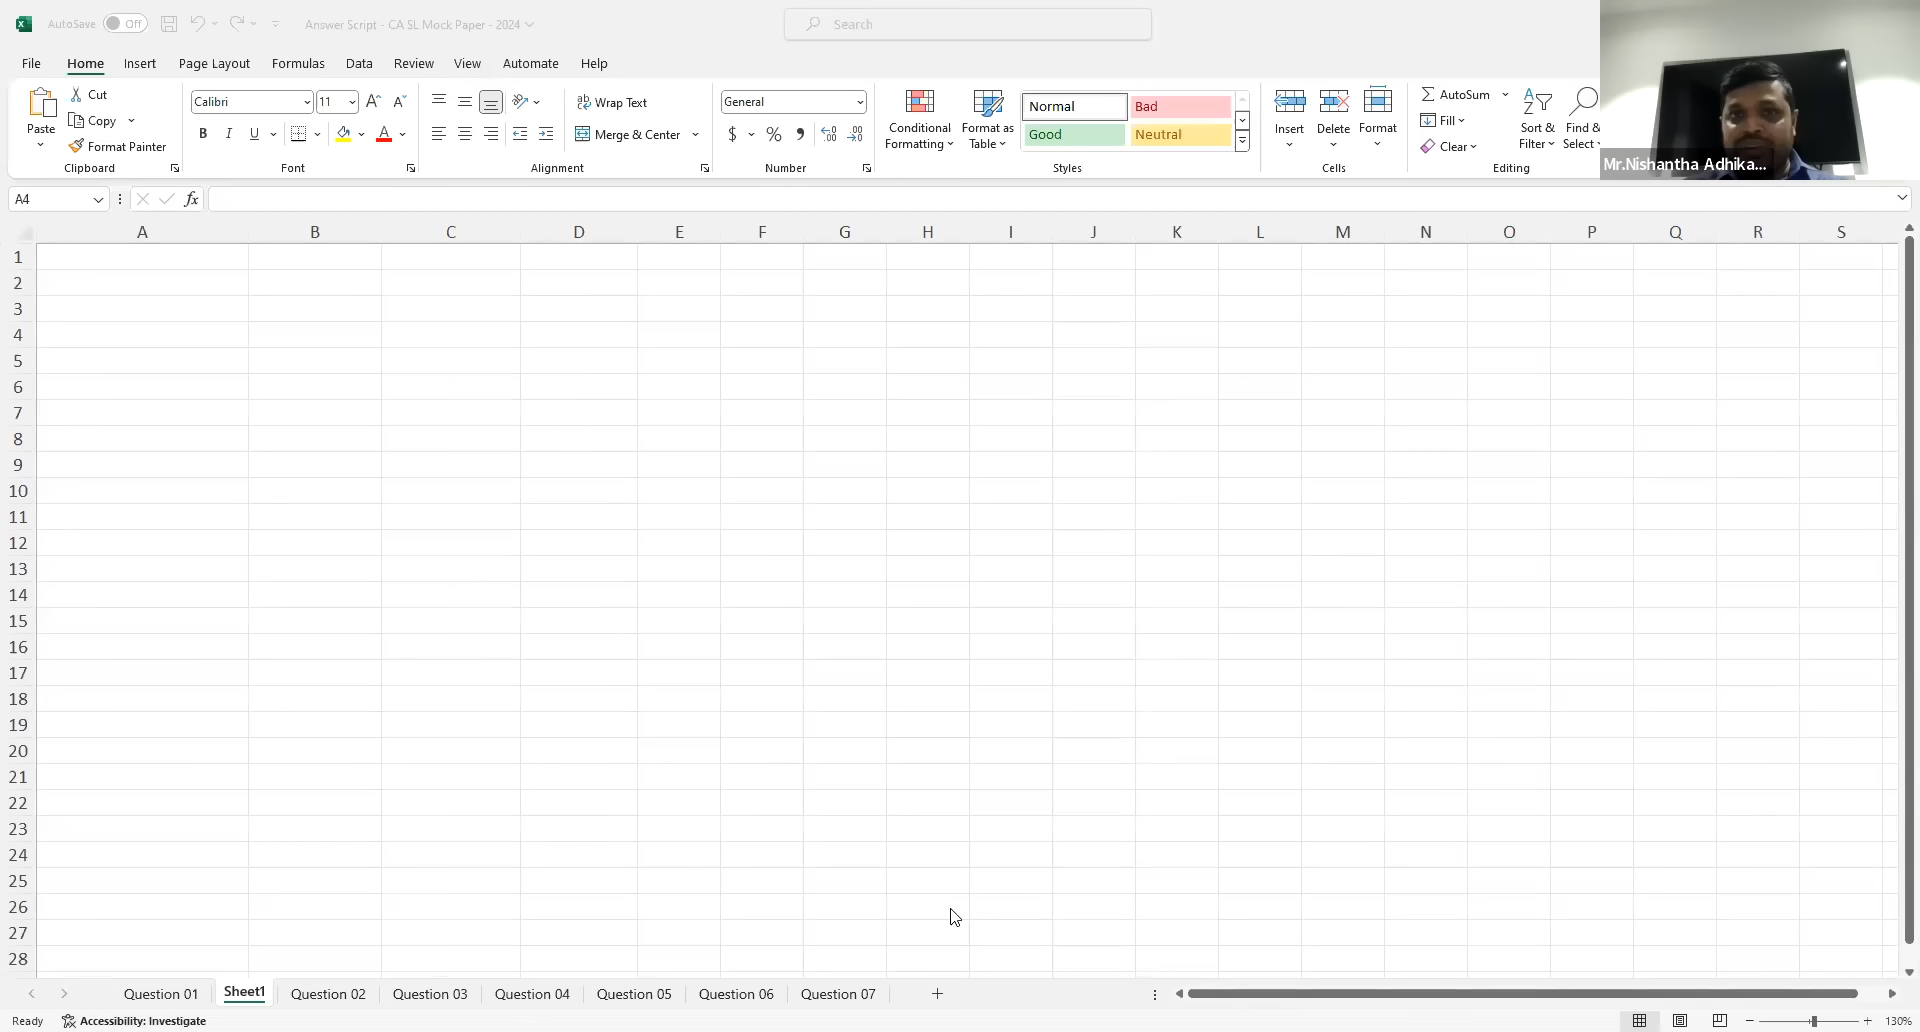 AutoSave Off Answer Script - CA SL Mock Paper - 2024 Search
File Home Insert Page Layout Formulas Data Review View Automate Help
Paste Cut Copy Format Painter Clipboard
Calibri 11 B I U A Font
Wrap Text Merge & Center Alignment
General $ % Number
Conditional Formatting Format as Table Normal Bad Good Neutral Styles
Insert Delete Format Cells
AutoSum Fill Clear Sort & Filter Find & Select Editing
Mr.Nishantha Adhika...
A4 fx
A B C D E F G H I J K L M N O P Q R S
1
2
3
4
5
6
7
8
9
10
11
12
13
14
15
16
17
18
19
20
21
22
23
24
25
26
27
28
Question 01 Sheet1 Question 02 Question 03 Question 04 Question 05 Question 06 Question 07
Ready Accessibility: Investigate 130%